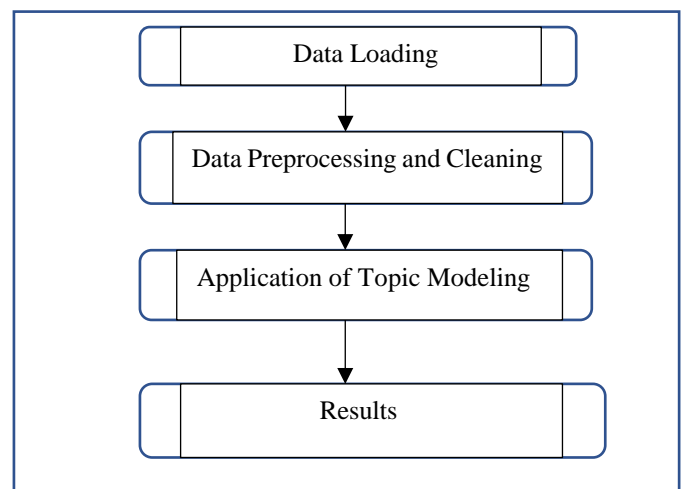 Data Loading
Data Preprocessing and Cleaning
Application of Topic Modeling
Results